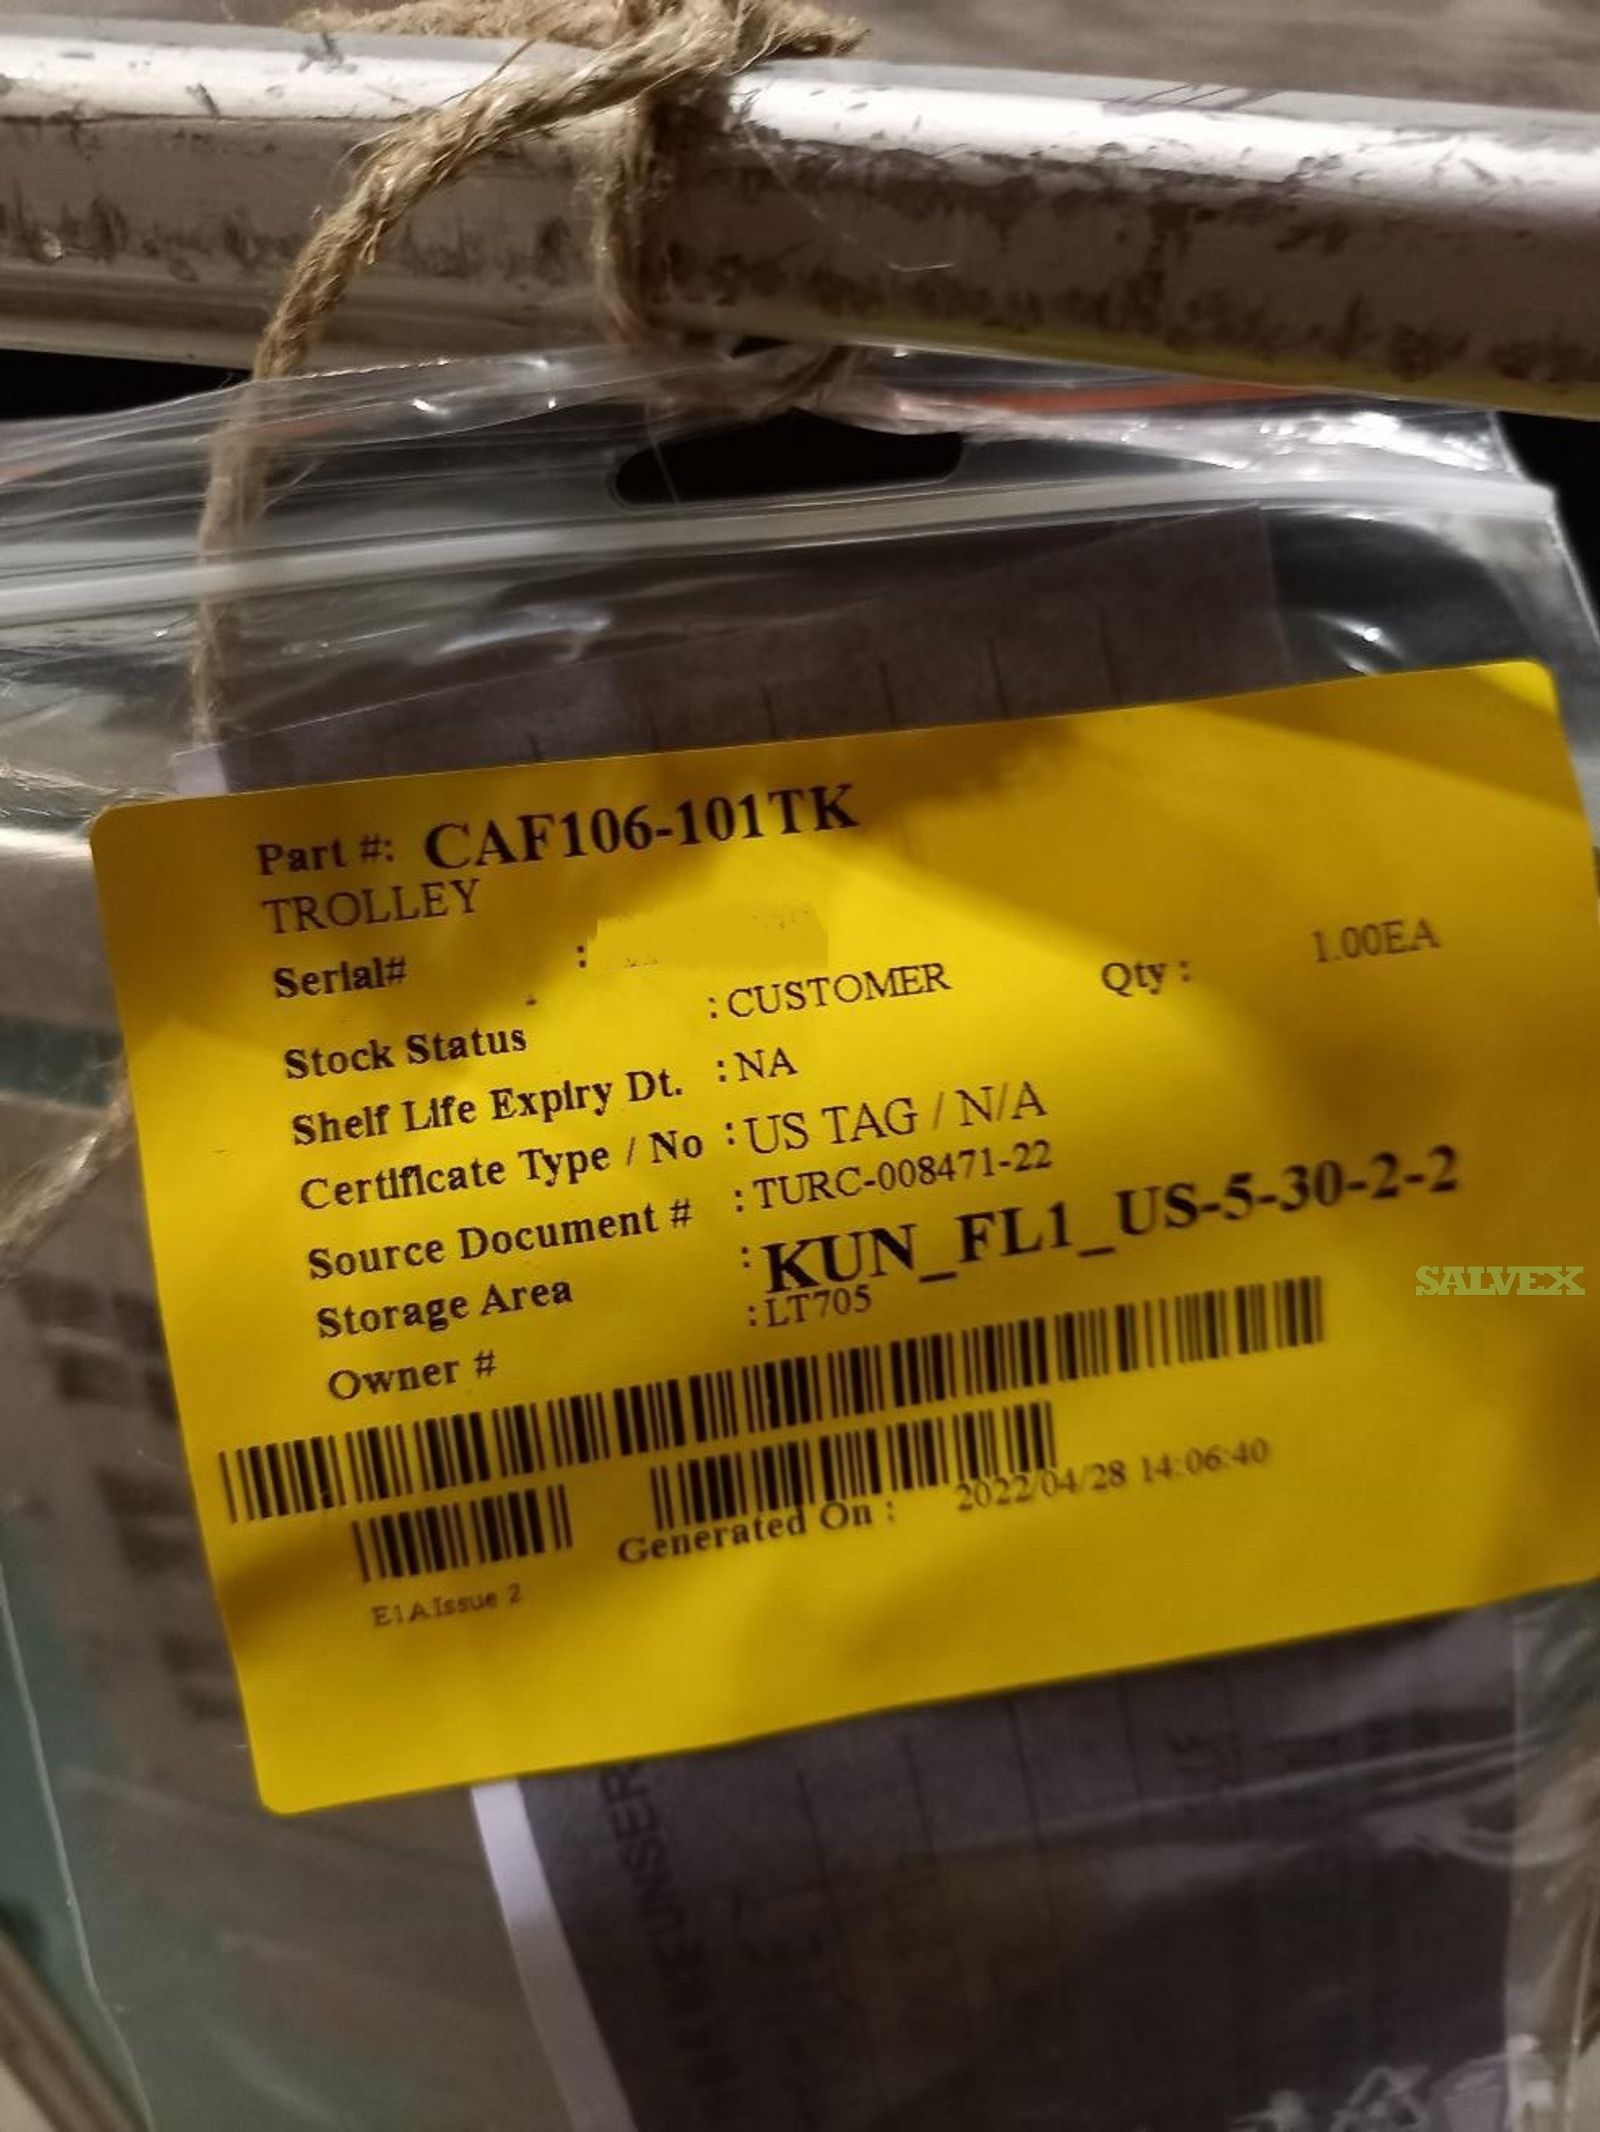 Part #: CAF106-101TK
TROLLEY
Serial# :
Stock Status : CUSTOMER Qty : 1.00EA
Shelf Life Expiry Dt. : NA
Certificate Type / No : US TAG / N/A
Source Document # : TURC-008471-22
Storage Area : KUN_FL1_US-5-30-2-2
Owner # : LT705
Generated On : 2022/04/28 14:06:40
E1A Issue 2
SALVEX
UNSER